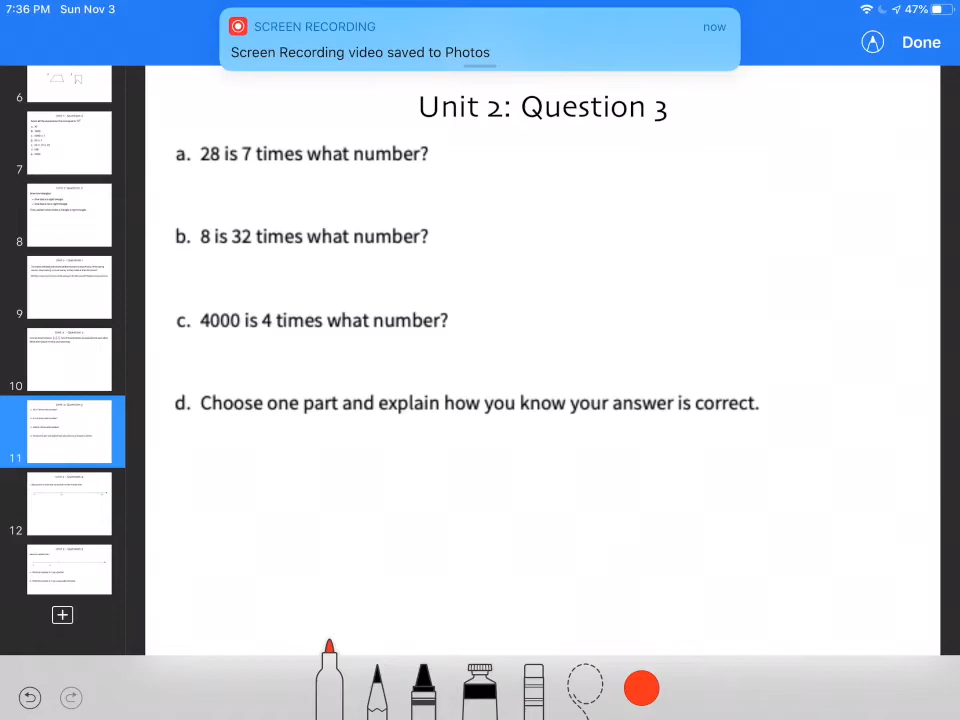 7:36 PM Sun Nov 3
47%
SCREEN RECORDING
now
Screen Recording video saved to Photos
Done
Unit 2: Question 3
a. 28 is 7 times what number?
b. 8 is 32 times what number?
c. 4000 is 4 times what number?
d. Choose one part and explain how you know your answer is correct.
6
7
8
9
10
11
12